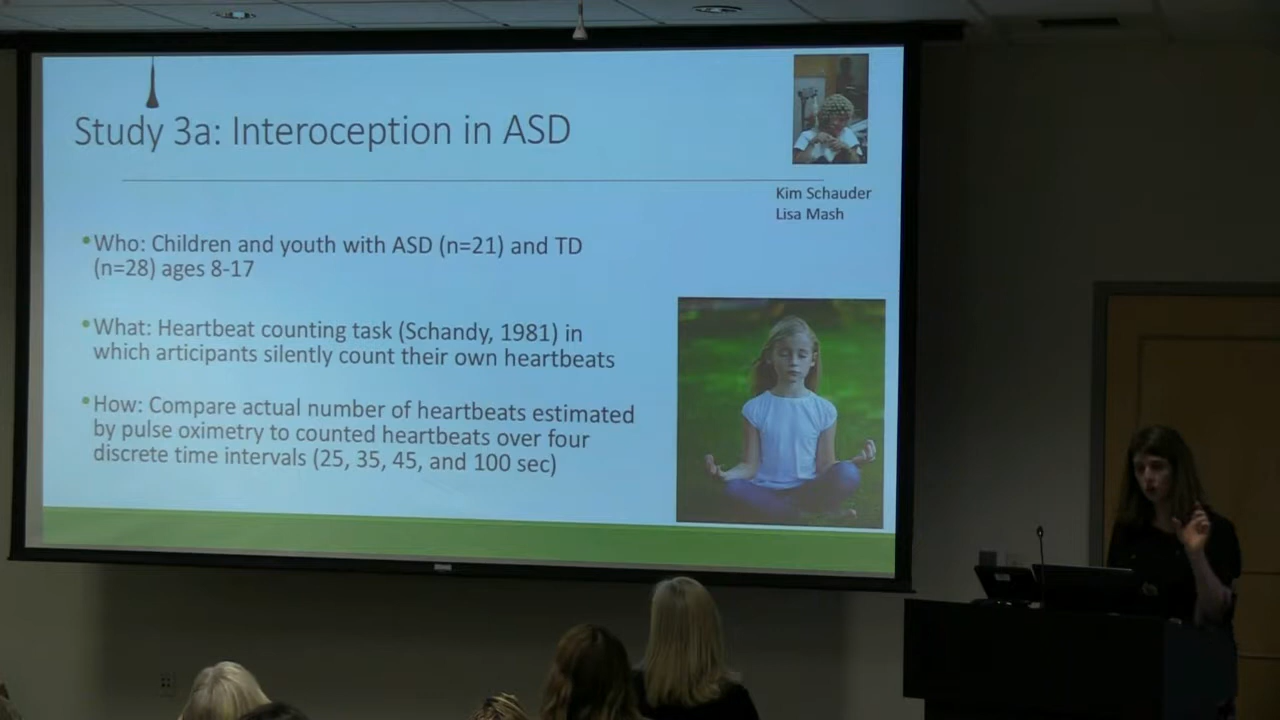 Study 3a: Interoception in ASD
Kim Schauder
Lisa Mash
•Who: Children and youth with ASD (n=21) and TD
(n=28) ages 8-17
•What: Heartbeat counting task (Schandy, 1981) in
which articipants silently count their own heartbeats
•How: Compare actual number of heartbeats estimated
by pulse oximetry to counted heartbeats over four
discrete time intervals (25, 35, 45, and 100 sec)